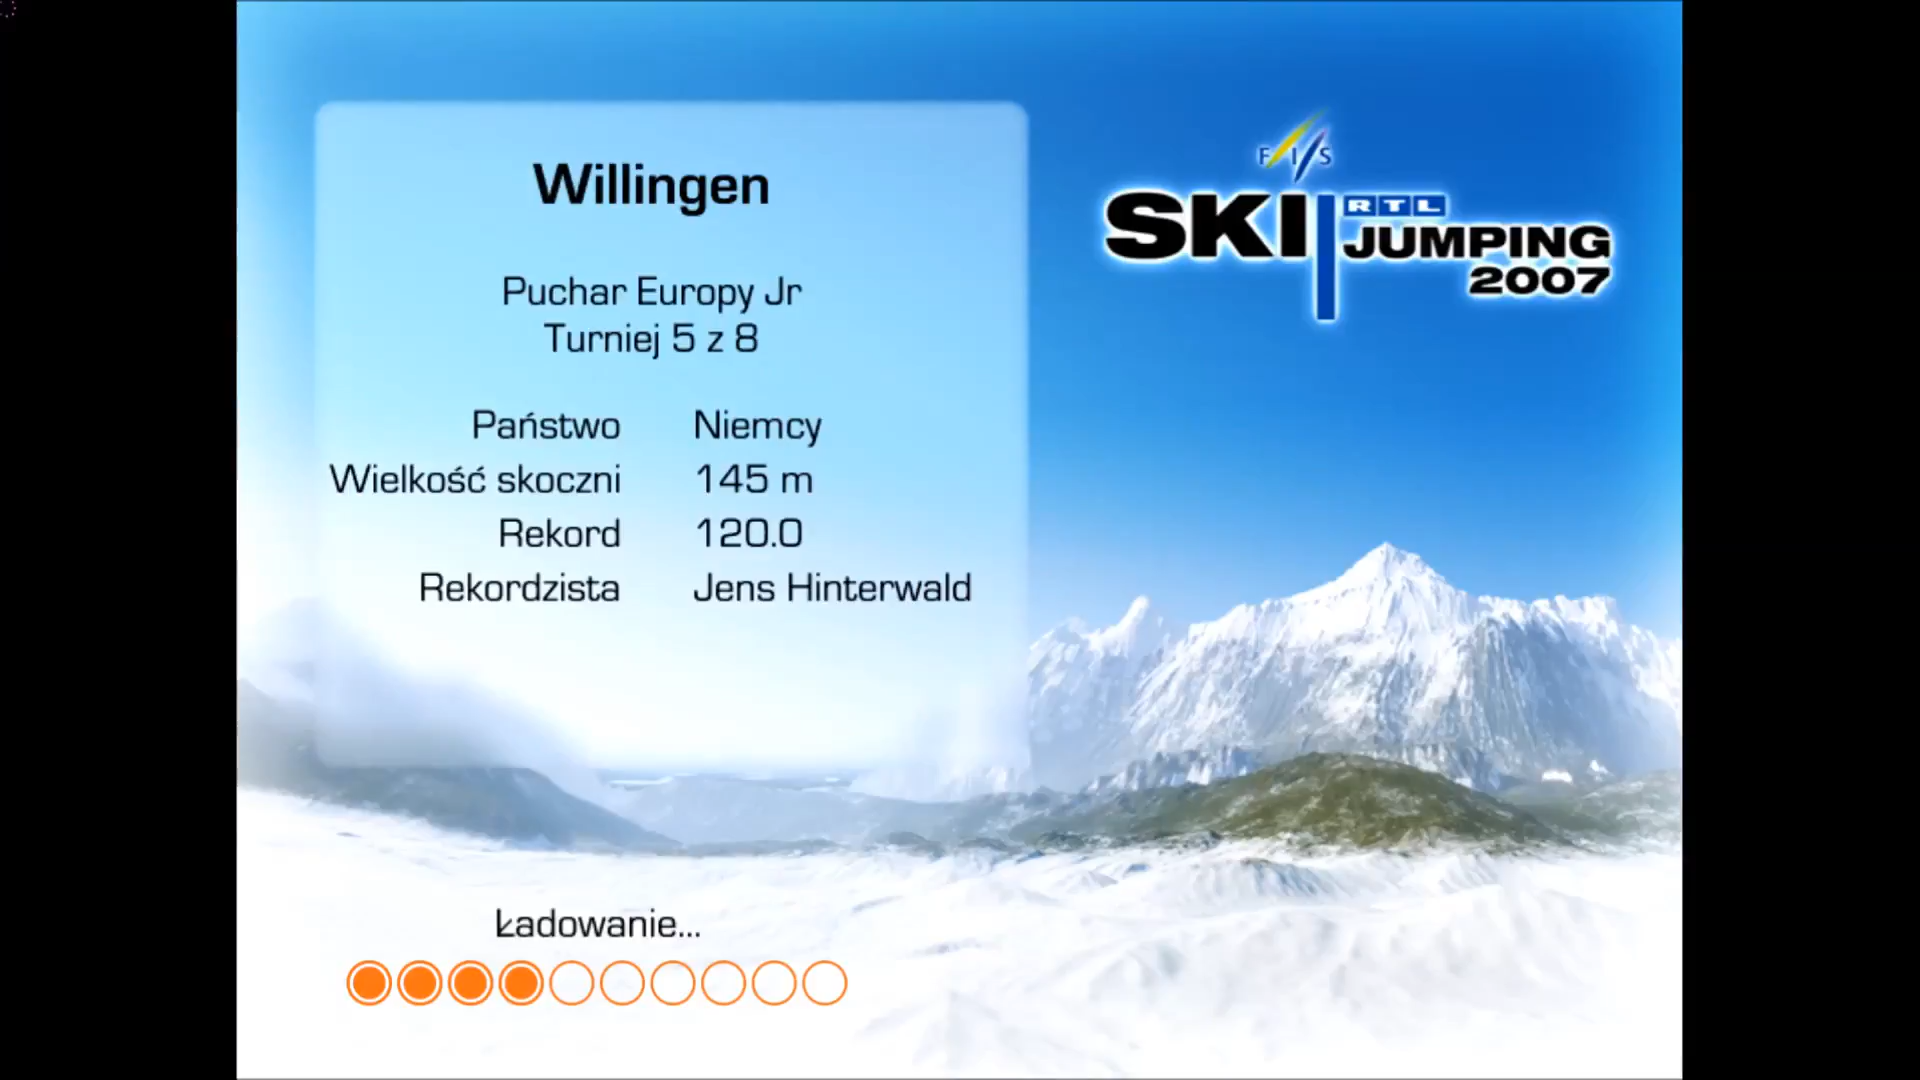 Willingen
Puchar Europy Jr
Turniej 5 z 8
Państwo Niemcy
Wielkość skoczni 145 m
Rekord 120.0
Rekordzista Jens Hinterwald
Ładowanie...
FIS
SKI RTL
JUMPING
2007